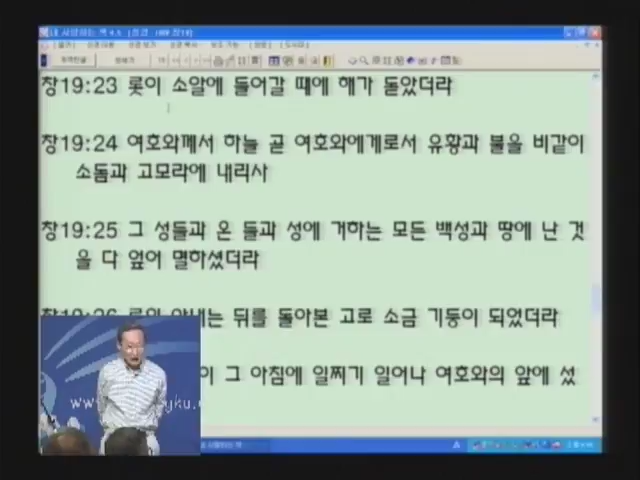 창19:23 롯이 소알에 들어갈 때에 해가 돋았더라
창19:24 여호와께서 하늘 곧 여호와에게로서 유황과 불을 비같이
소돔과 고모라에 내리사
창19:25 그 성들과 온 들과 성에 거하는 모든 백성과 땅에 난 것
을 다 엎어 멸하셨더라
는 뒤를 돌아본 고로 소금 기둥이 되었더라
이 그 아침에 일찌기 일어나 여호와의 앞에 섰
www.